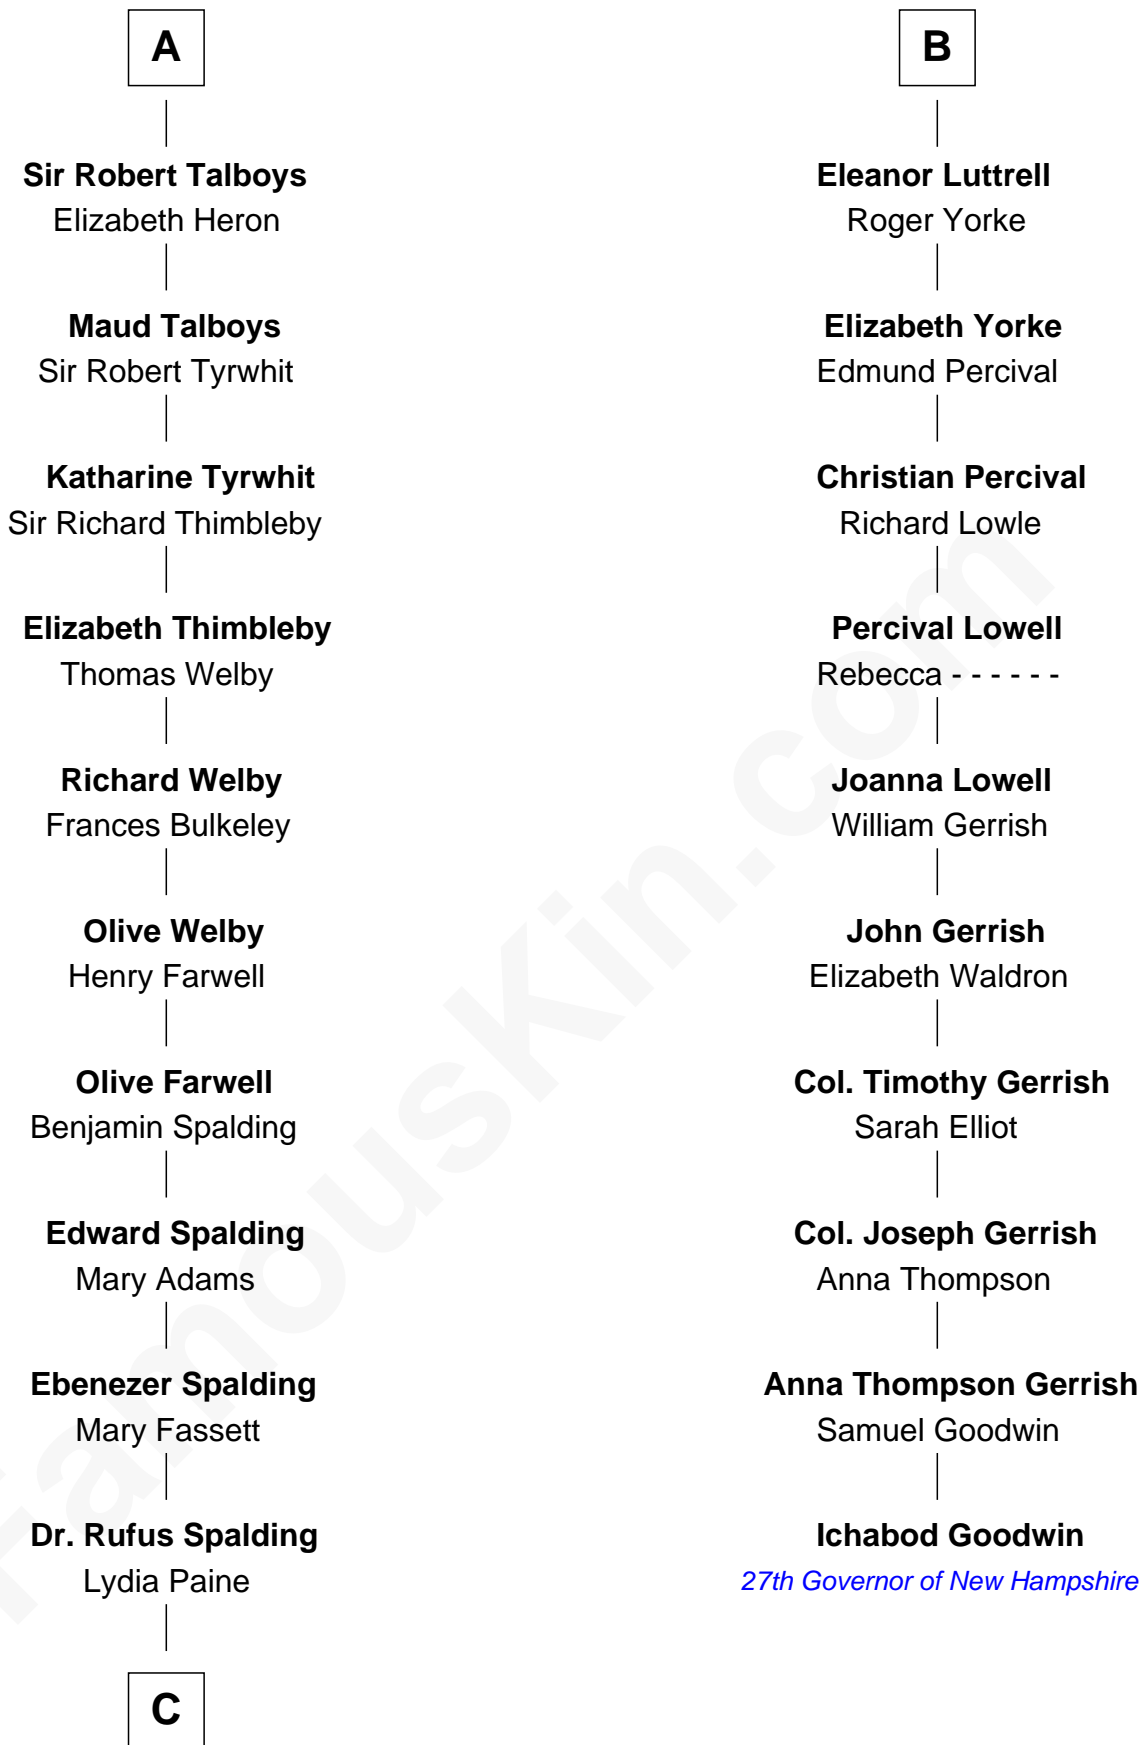 A
Sir Robert Talboys
Elizabeth Heron
Maud Talboys
Sir Robert Tyrwhit
Katharine Tyrwhit
Sir Richard Thimbleby
Elizabeth Thimbleby
Thomas Welby
Richard Welby
Frances Bulkeley
Olive Welby
Henry Farwell
Olive Farwell
Benjamin Spalding
Edward Spalding
Mary Adams
Ebenezer Spalding
Mary Fassett
Dr. Rufus Spalding
Lydia Paine
C
B
Eleanor Luttrell
Roger Yorke
Elizabeth Yorke
Edmund Percival
Christian Percival
Richard Lowle
Percival Lowell
Rebecca - - - - - -
Joanna Lowell
William Gerrish
John Gerrish
Elizabeth Waldron
Col. Timothy Gerrish
Sarah Elliot
Col. Joseph Gerrish
Anna Thompson
Anna Thompson Gerrish
Samuel Goodwin
Ichabod Goodwin
27th Governor of New Hampshire
FamousKin.com